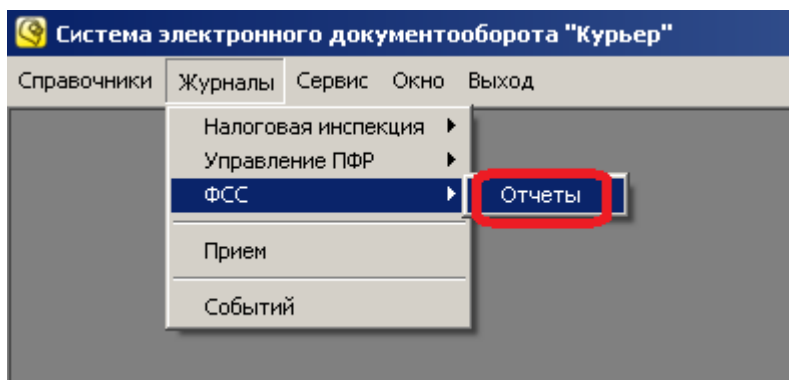 Система электронного документооборота "Курьер"
Справочники Журналы Сервис Окно Выход
Налоговая инспекция
Управление ПФР
ФСС Отчеты
Прием
Событий